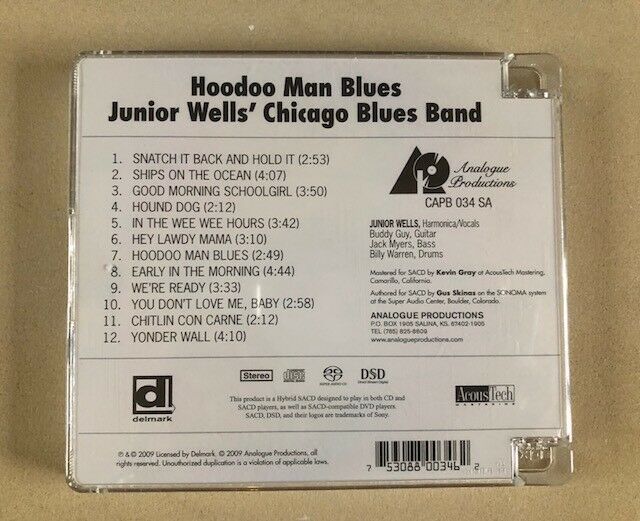 Hoodoo Man Blues
Junior Wells' Chicago Blues Band
1. SNATCH IT BACK AND HOLD IT (2:53)
2. SHIPS ON THE OCEAN (4:07)
3. GOOD MORNING SCHOOLGIRL (3:50)
4. HOUND DOG (2:12)
5. IN THE WEE WEE HOURS (3:42)
6. HEY LAWDY MAMA (3:10)
7. HOODOO MAN BLUES (2:49)
8. EARLY IN THE MORNING (4:44)
9. WE'RE READY (3:33)
10. YOU DON'T LOVE ME, BABY (2:58)
11. CHITLIN CON CARNE (2:12)
12. YONDER WALL (4:10)
Analogue
Productions
CAPB 034 SA
JUNIOR WELLS, Harmonica/Vocals
Buddy Guy, Guitar
Jack Myers, Bass
Billy Warren, Drums
Mastered for SACD by Kevin Gray at AcousTech Mastering,
Camarillo, California.
Authored for SACD by Gus Skinas on the SONOMA system
at the Super Audio Center, Boulder, Colorado.
ANALOGUE PRODUCTIONS
P.O. BOX 1905 SALINA, KS. 67402-1905
TEL (785) 825-8609
www.analogueproductions.com
d
delmark
Stereo
disc
SUPER AUDIO CD
DSD
Direct Stream Digital
AcousTech
MASTERING
This product is a Hybrid SACD designed to play in both CD and
SACD players, as well as SACD-compatible DVD players.
SACD, DSD, and their logos are trademarks of Sony.
℗ & © 2009 Licensed by Delmark. © 2009 Analogue Productions, all
rights reserved. Unauthorized duplication is a violation of applicable laws.
7 53088 00346 2